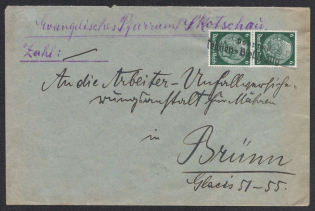 Evangelisches Pfarramt Skotschau.
Zahl:
An die Arbeiter-Unfallversiche-
rungsanstalt für Mähren
in
Brünn
Glacis 51-55.